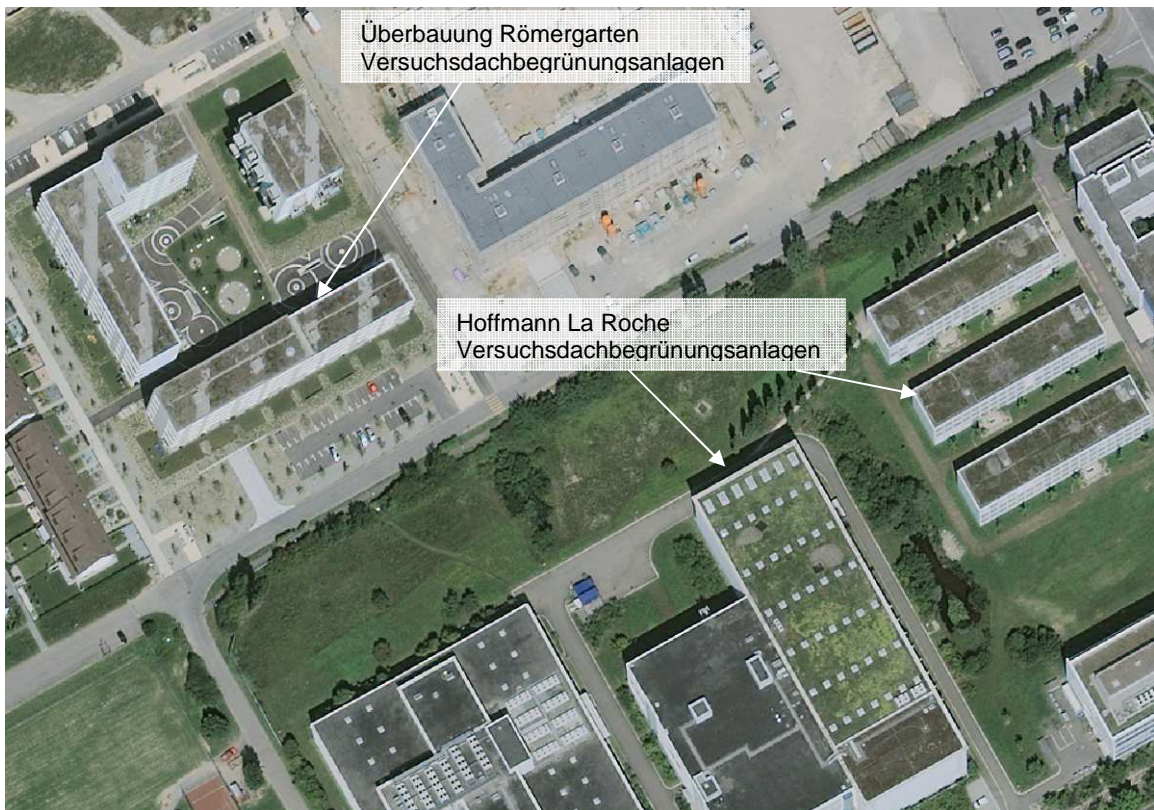 Überbauung Römergarten
Versuchsdachbegrünungsanlagen
Hoffmann La Roche
Versuchsdachbegrünungsanlagen